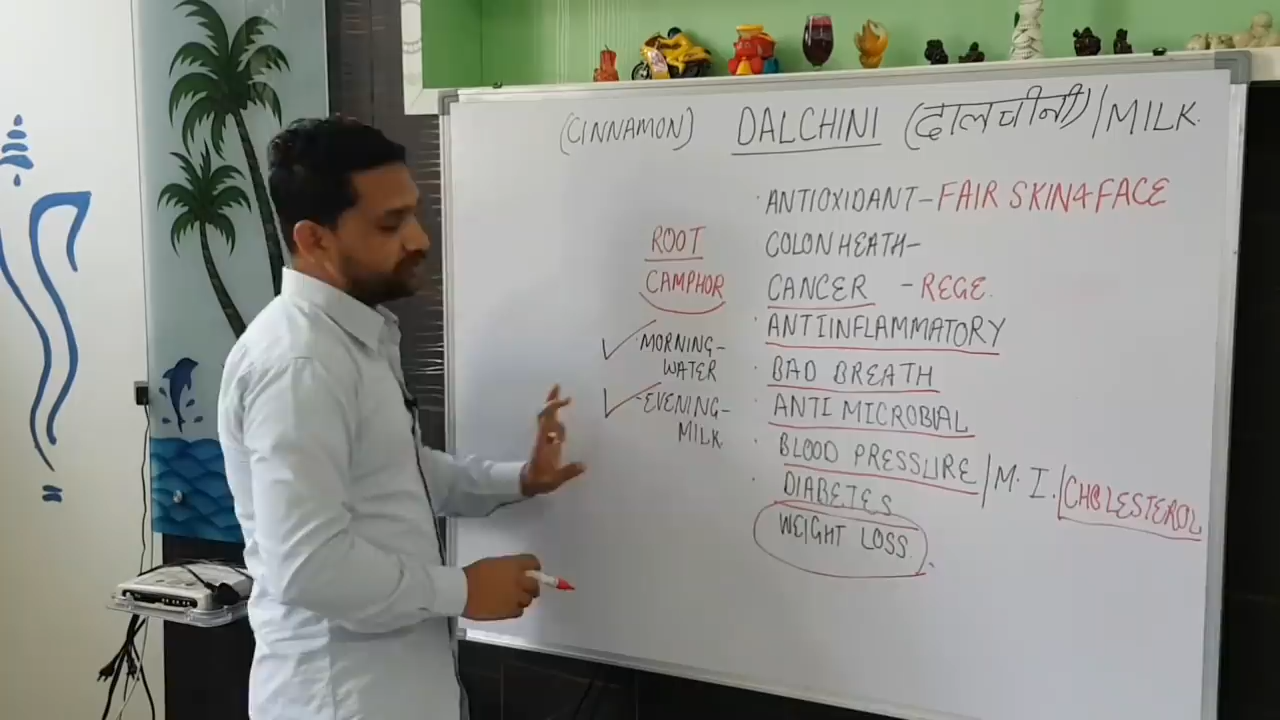 (CINNAMON) DALCHINI (दालचीनी)/MILK.
· ANTIOXIDANT - FAIR SKIN & FACE
COLON HEATH -
CANCER - REGE.
· ANTIINFLAMMATORY
· BAD BREATH
· ANTI MICROBIAL
· BLOOD PRESSURE / M. I. / CHOLESTEROL
· DIABETES
WEIGHT LOSS.
ROOT
CAMPHOR
· MORNING -
WATER
- EVENING -
MILK